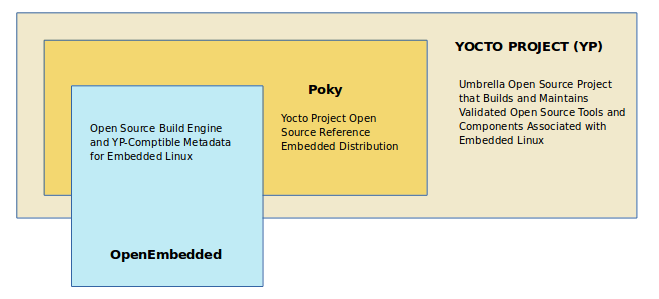 YOCTO PROJECT (YP)
Umbrella Open Source Project
that Builds and Maintains
Validated Open Source Tools and
Components Associated with
Embedded Linux
Poky
Yocto Project Open
Source Reference
Embedded Distribution
Open Source Build Engine
and YP-Comptible Metadata
for Embedded Linux
OpenEmbedded